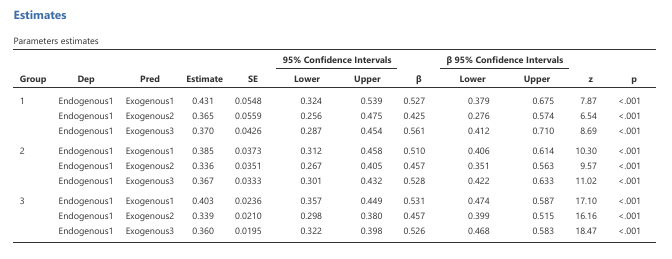 Estimates
Parameters estimates
95% Confidence Intervals β 95% Confidence Intervals
Group Dep Pred Estimate SE Lower Upper β Lower Upper z p
1 Endogenous1 Exogenous1 0.431 0.0548 0.324 0.539 0.527 0.379 0.675 7.87 <.001
Endogenous1 Exogenous2 0.365 0.0559 0.256 0.475 0.425 0.276 0.574 6.54 <.001
Endogenous1 Exogenous3 0.370 0.0426 0.287 0.454 0.561 0.412 0.710 8.69 <.001
2 Endogenous1 Exogenous1 0.385 0.0373 0.312 0.458 0.510 0.406 0.614 10.30 <.001
Endogenous1 Exogenous2 0.336 0.0351 0.267 0.405 0.457 0.351 0.563 9.57 <.001
Endogenous1 Exogenous3 0.367 0.0333 0.301 0.432 0.528 0.422 0.633 11.02 <.001
3 Endogenous1 Exogenous1 0.403 0.0236 0.357 0.449 0.531 0.474 0.587 17.10 <.001
Endogenous1 Exogenous2 0.339 0.0210 0.298 0.380 0.457 0.399 0.515 16.16 <.001
Endogenous1 Exogenous3 0.360 0.0195 0.322 0.398 0.526 0.468 0.583 18.47 <.001